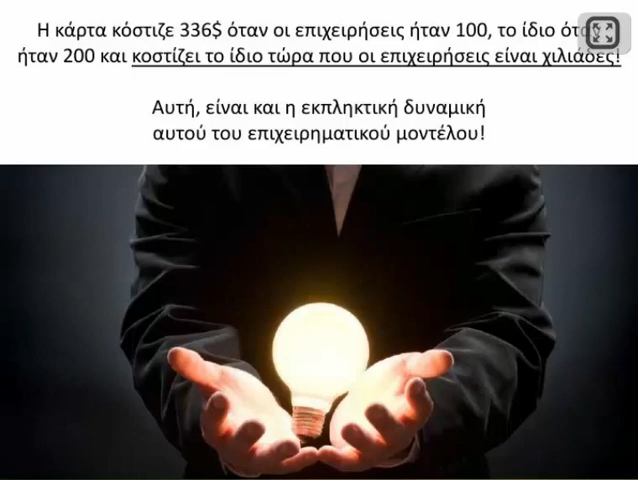 Η κάρτα κόστιζε 336$ όταν οι επιχειρήσεις ήταν 100, το ίδιο
ήταν 200 και κοστίζει το ίδιο τώρα που οι επιχειρήσεις είναι χιλιάδες!
Αυτή, είναι και η εκπληκτική δυναμική
αυτού του επιχειρηματικού μοντέλου!